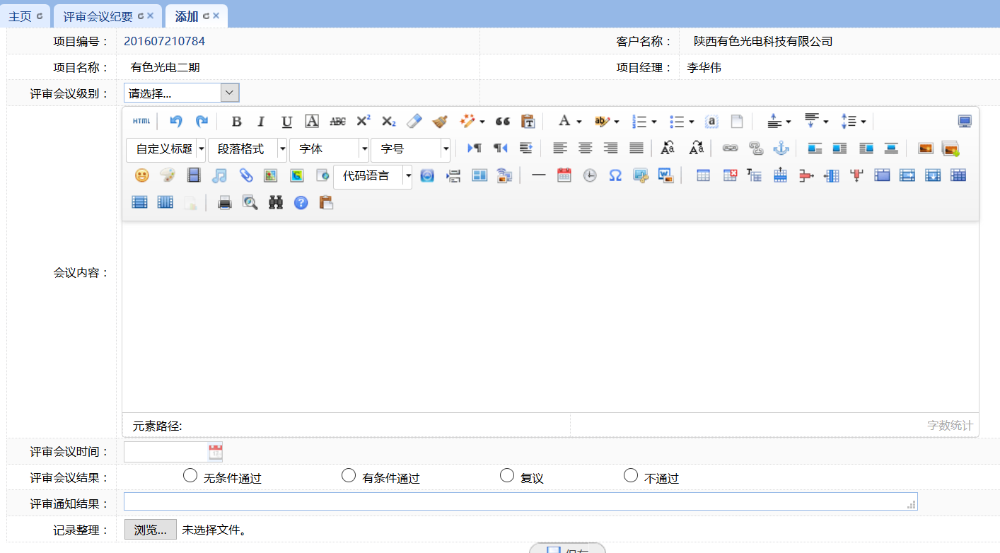 主页 评审会议纪要 添加
项目编号： 201607210784 客户名称： 陕西有色光电科技有限公司
项目名称： 有色光电二期 项目经理： 李华伟
评审会议级别： 请选择...
HTML B I U A ABC X² X₂ T A ab a
自定义标题 段落格式 字体 字号
代码语言
会议内容：
元素路径: 字数统计
评审会议时间：
评审会议结果： 无条件通过 有条件通过 复议 不通过
评审通知结果：
记录整理： 浏览... 未选择文件。
保存